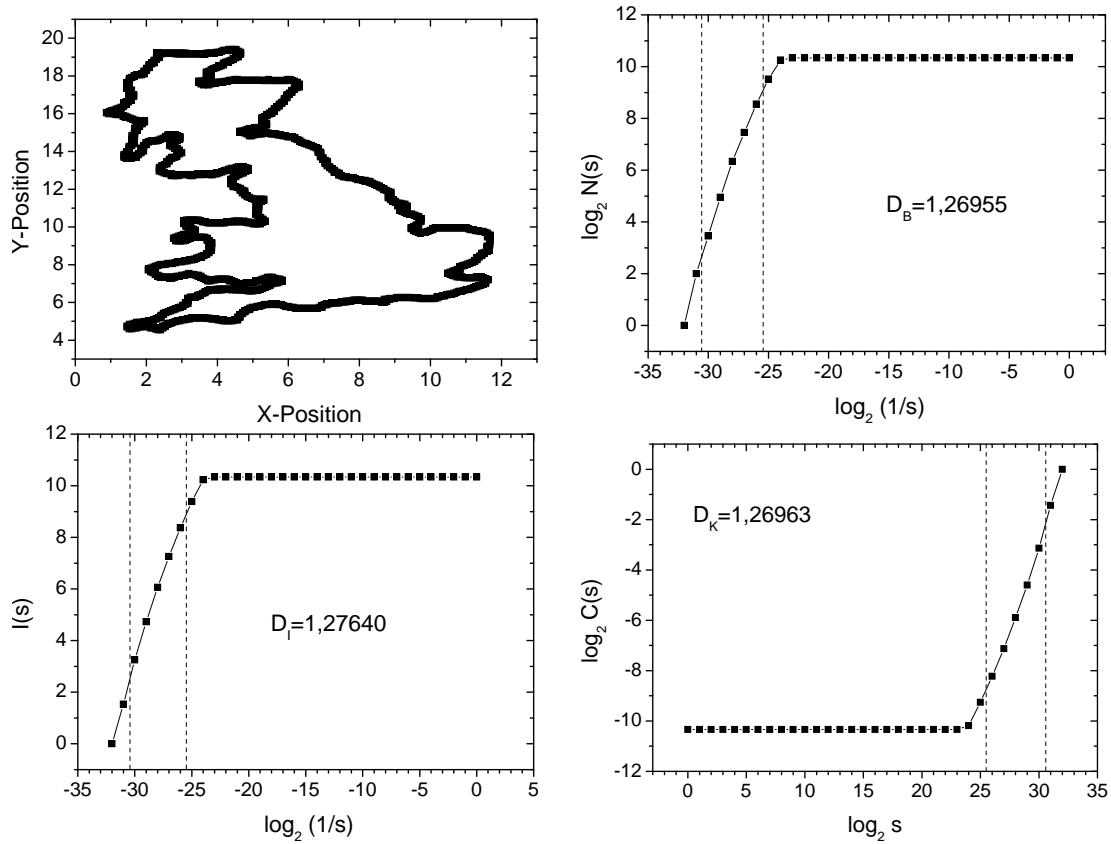 20
18
16
14
12
10
8
6
4
Y-Position
0 2 4 6 8 10 12
X-Position
12
10
8
6
4
2
0
log2 N(s)
DB=1,26955
-35 -30 -25 -20 -15 -10 -5 0
log2 (1/s)
12
10
8
6
4
2
0
I(s)
DI=1,27640
-35 -30 -25 -20 -15 -10 -5 0 5
log2 (1/s)
0
-2
-4
-6
-8
-10
-12
log2 C(s)
DK=1,26963
0 5 10 15 20 25 30 35
log2 s